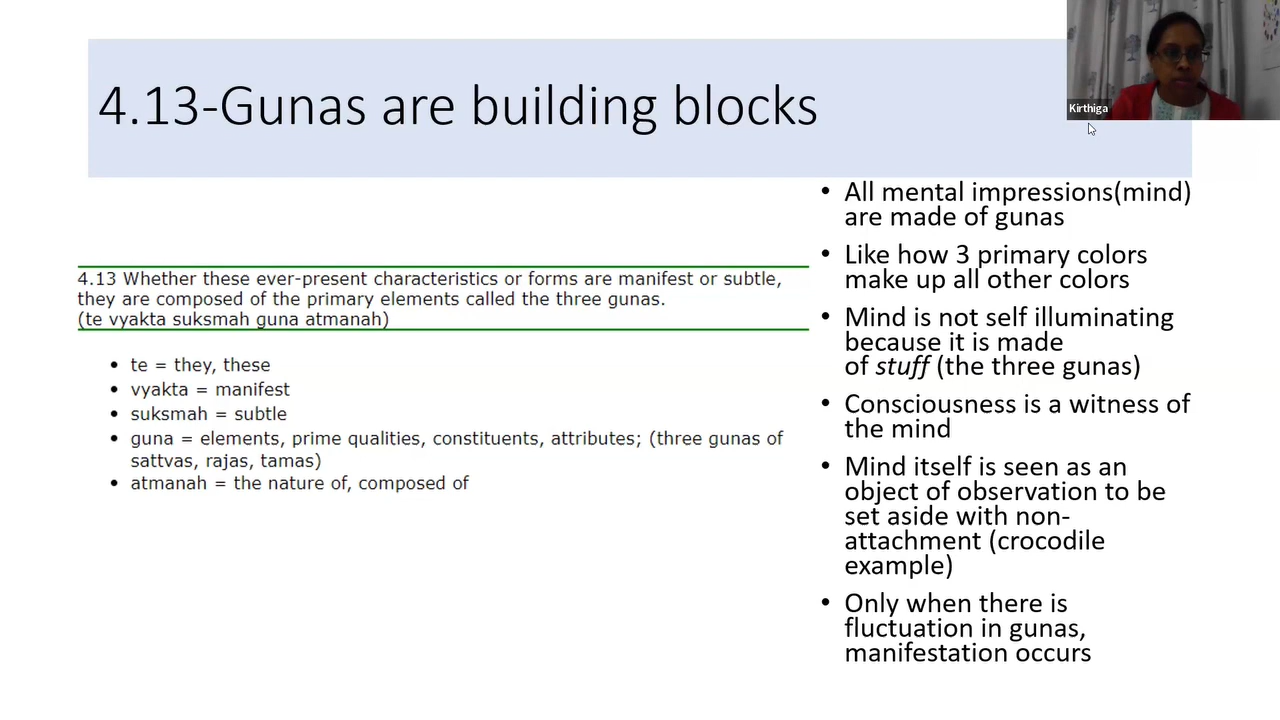 4.13-Gunas are building blocks
Kirthiga
4.13 Whether these ever-present characteristics or forms are manifest or subtle,
they are composed of the primary elements called the three gunas.
(te vyakta suksmah guna atmanah)
• te = they, these
• vyakta = manifest
• suksmah = subtle
• guna = elements, prime qualities, constituents, attributes; (three gunas of
sattvas, rajas, tamas)
• atmanah = the nature of, composed of
• All mental impressions(mind)
are made of gunas
• Like how 3 primary colors
make up all other colors
• Mind is not self illuminating
because it is made
of stuff (the three gunas)
• Consciousness is a witness of
the mind
• Mind itself is seen as an
object of observation to be
set aside with non-
attachment (crocodile
example)
• Only when there is
fluctuation in gunas,
manifestation occurs